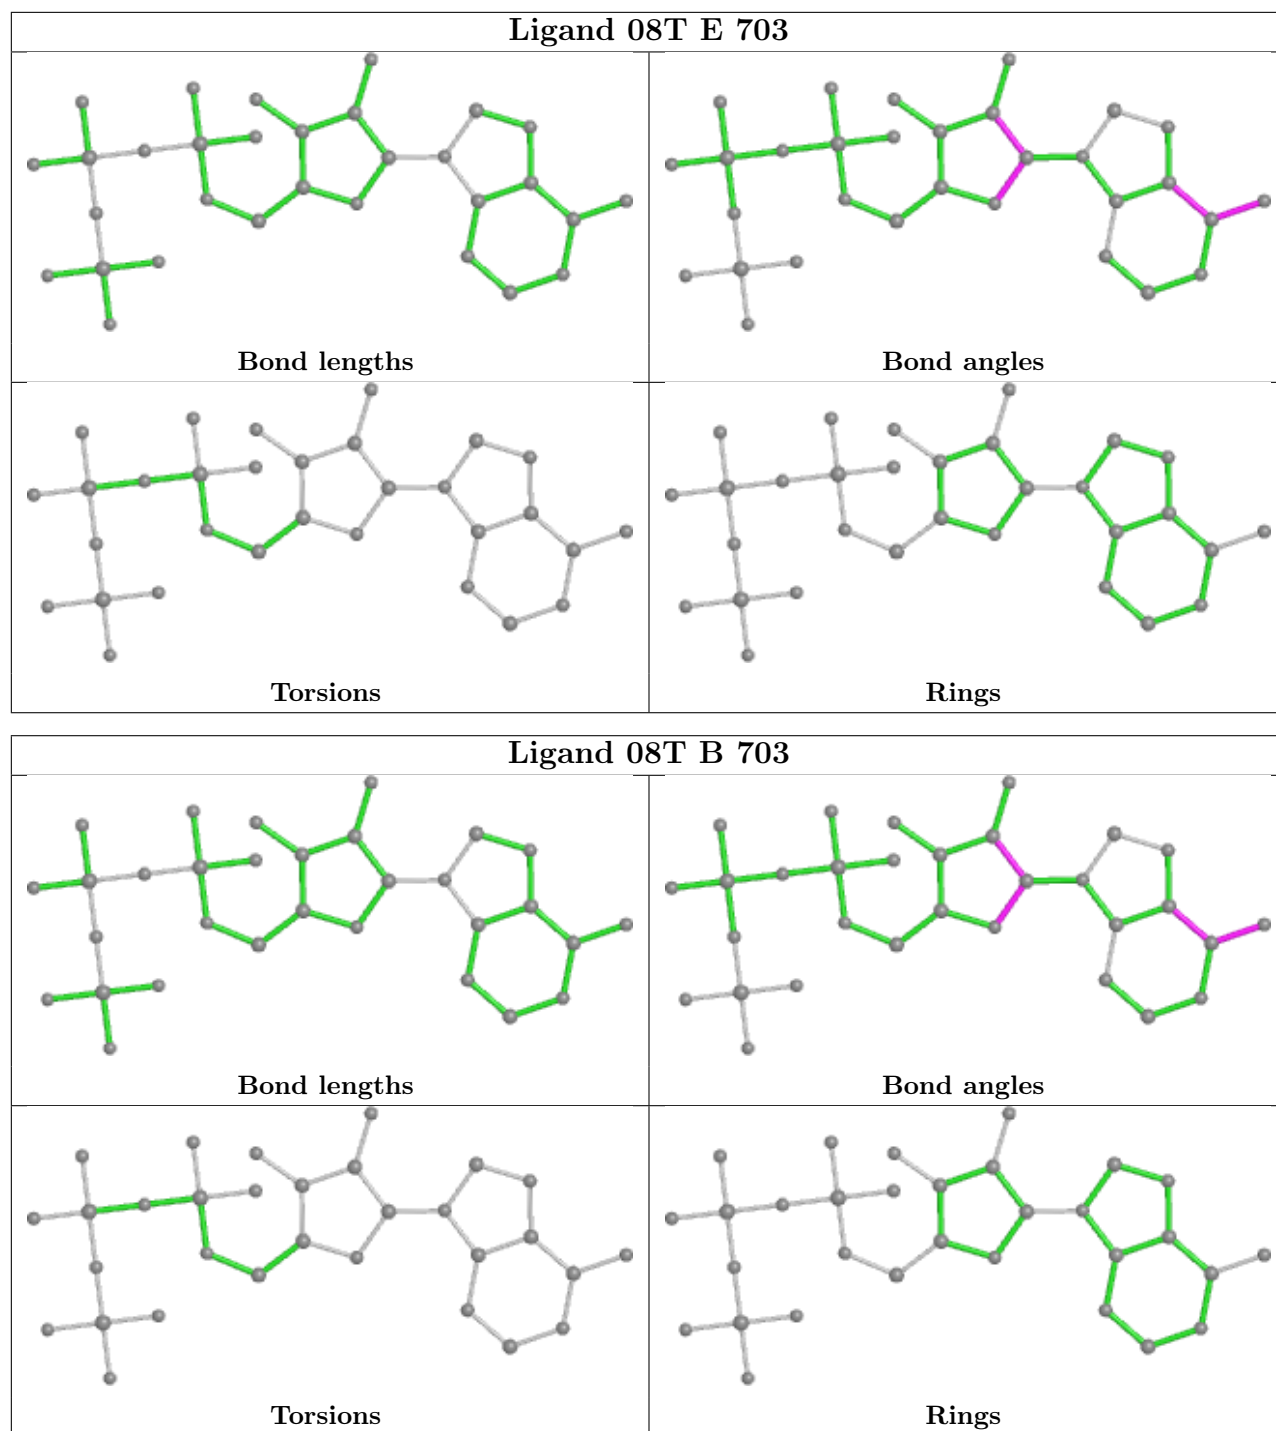 Ligand 08T E 703
Bond lengths
Bond angles
Torsions
Rings
Ligand 08T B 703
Bond lengths
Bond angles
Torsions
Rings